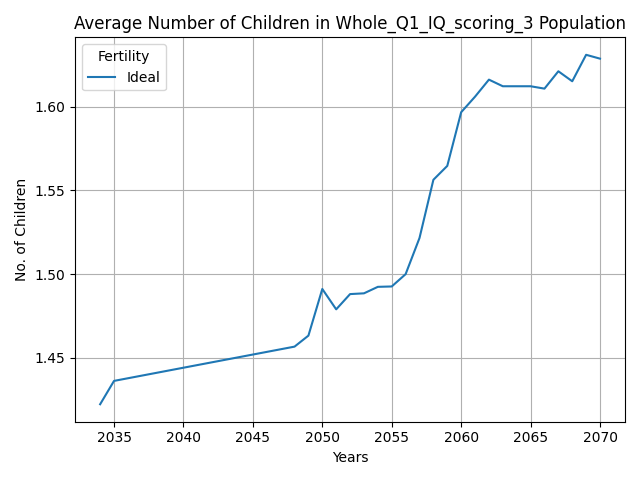 Average Number of Children in Whole_Q1_IQ_scoring_3 Population
Fertility
Ideal
No. of Children
1.60
1.55
1.50
1.45
2035 2040 2045 2050 2055 2060 2065 2070
Years